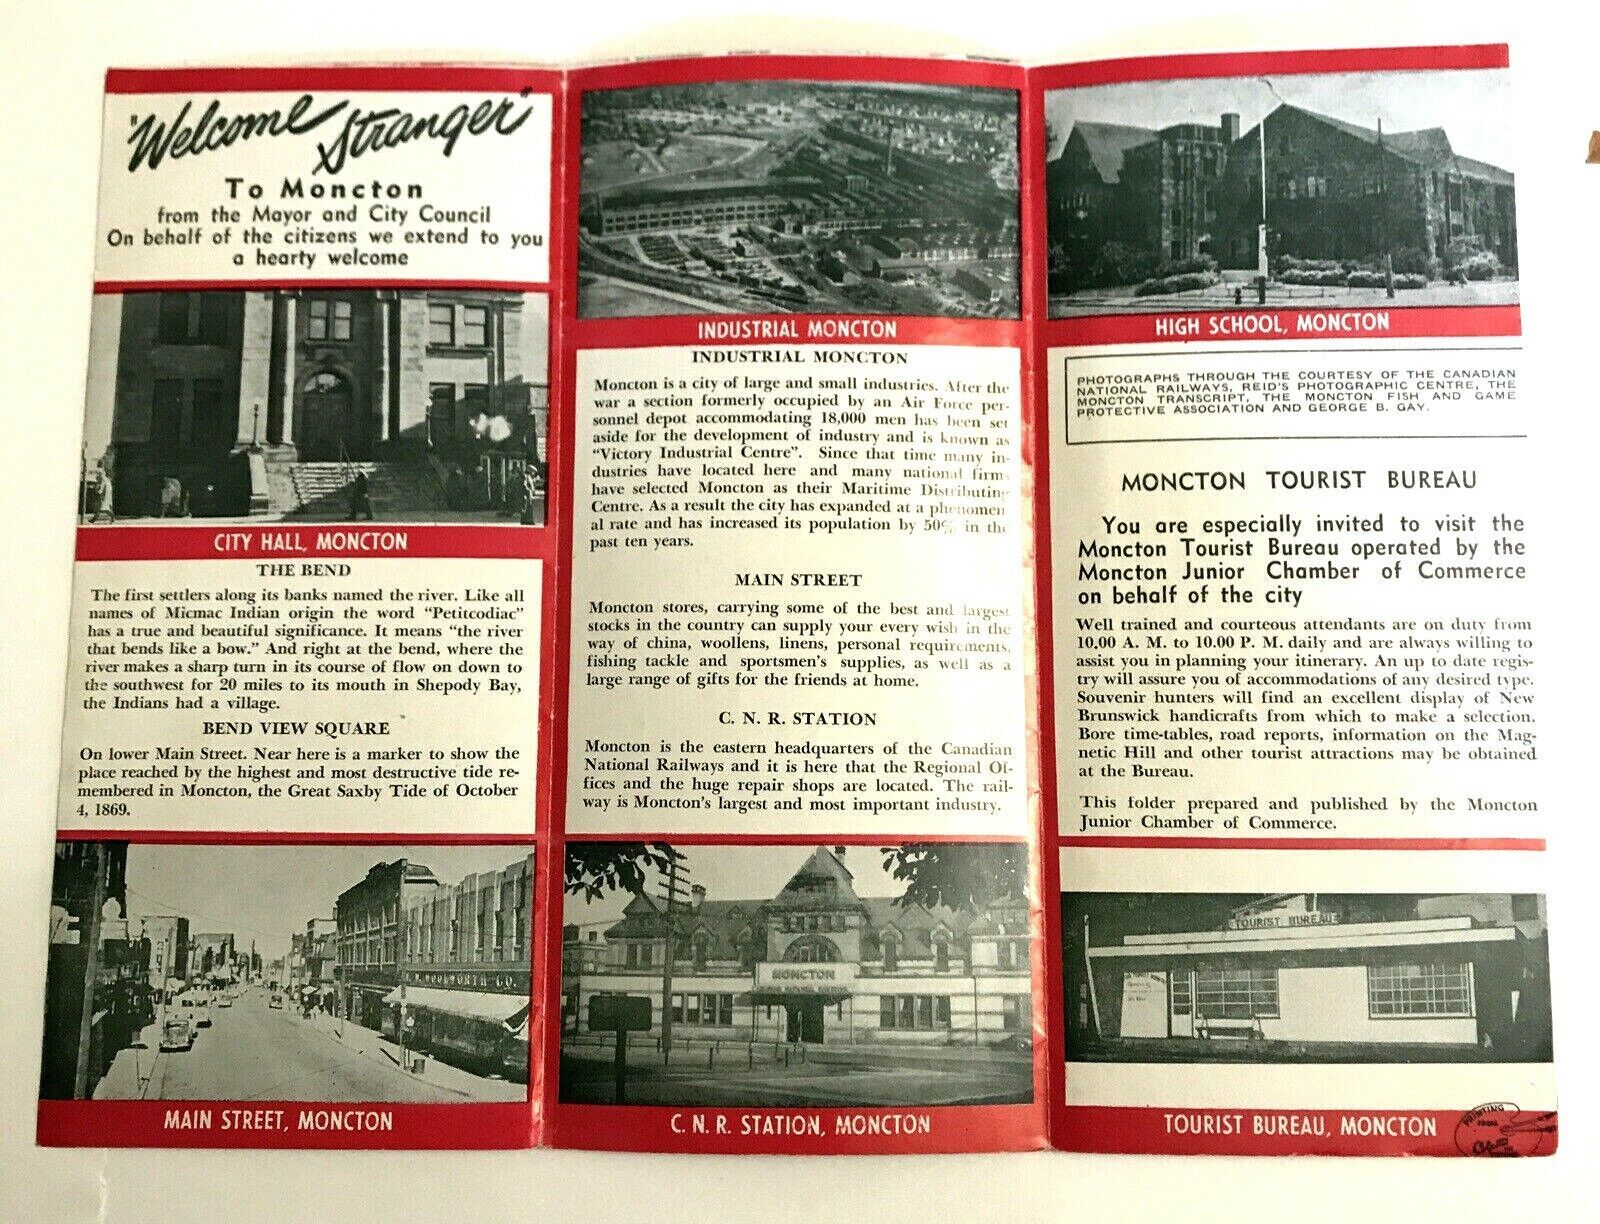 "Welcome Stranger"
To Moncton
from the Mayor and City Council
On behalf of the citizens we extend to you
a hearty welcome
CITY HALL, MONCTON
THE BEND
The first settlers along its banks named the river. Like all
names of Micmac Indian origin the word "Petitcodiac"
has a true and beautiful significance. It means "the river
that bends like a bow." And right at the bend, where the
river makes a sharp turn in its course of flow on down to
the southwest for 20 miles to its mouth in Shepody Bay,
the Indians had a village.
BEND VIEW SQUARE
On lower Main Street. Near here is a marker to show the
place reached by the highest and most destructive tide re-
membered in Moncton, the Great Saxby Tide of October
4, 1869.
F. W. WOOLWORTH CO.
MAIN STREET, MONCTON
INDUSTRIAL MONCTON
INDUSTRIAL MONCTON
Moncton is a city of large and small industries. After the
war a section formerly occupied by an Air Force per-
sonnel depot accommodating 18,000 men has been set
aside for the development of industry and is known as
"Victory Industrial Centre". Since that time many in-
dustries have located here and many national firms
have selected Moncton as their Maritime Distributing
Centre. As a result the city has expanded at a phenomen
al rate and has increased its population by 50% in the
past ten years.
MAIN STREET
Moncton stores, carrying some of the best and largest
stocks in the country can supply your every wish in the
way of china, woollens, linens, personal requirements,
fishing tackle and sportsmen's supplies, as well as a
large range of gifts for the friends at home.
C. N. R. STATION
Moncton is the eastern headquarters of the Canadian
National Railways and it is here that the Regional Of-
fices and the huge repair shops are located. The rail-
way is Moncton's largest and most important industry.
MONCTON
CANADIAN NATIONAL RAILWAYS
C. N. R. STATION, MONCTON
HIGH SCHOOL, MONCTON
PHOTOGRAPHS THROUGH THE COURTESY OF THE CANADIAN
NATIONAL RAILWAYS, REID'S PHOTOGRAPHIC CENTRE, THE
MONCTON TRANSCRIPT, THE MONCTON FISH AND GAME
PROTECTIVE ASSOCIATION AND GEORGE B. GAY.
MONCTON TOURIST BUREAU
You are especially invited to visit the
Moncton Tourist Bureau operated by the
Moncton Junior Chamber of Commerce
on behalf of the city
Well trained and courteous attendants are on duty from
10.00 A. M. to 10.00 P. M. daily and are always willing to
assist you in planning your itinerary. An up to date regis-
try will assure you of accommodations of any desired type.
Souvenir hunters will find an excellent display of New
Brunswick handicrafts from which to make a selection.
Bore time-tables, road reports, information on the Mag-
netic Hill and other tourist attractions may be obtained
at the Bureau.
This folder prepared and published by the Moncton
Junior Chamber of Commerce.
TOURIST BUREAU
TOURIST BUREAU, MONCTON
PRINTING
FROM